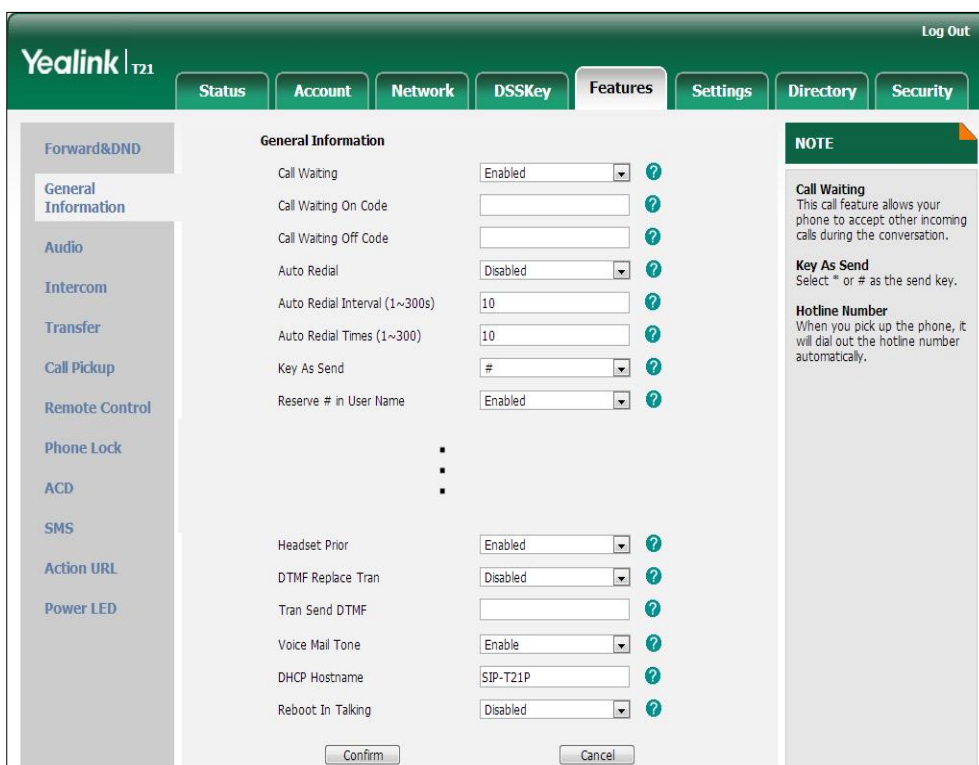 Log Out
Yealink T21
Status Account Network DSSKey Features Settings Directory Security
Forward&DND
General
Information
Audio
Intercom
Transfer
Call Pickup
Remote Control
Phone Lock
ACD
SMS
Action URL
Power LED
General Information
Call Waiting Enabled ?
Call Waiting On Code ?
Call Waiting Off Code ?
Auto Redial Disabled ?
Auto Redial Interval (1~300s) 10 ?
Auto Redial Times (1~300) 10 ?
Key As Send # ?
Reserve # in User Name Enabled ?
Headset Prior Enabled ?
DTMF Replace Tran Disabled ?
Tran Send DTMF ?
Voice Mail Tone Enable ?
DHCP Hostname SIP-T21P ?
Reboot In Talking Disabled ?
Confirm Cancel
NOTE
Call Waiting
This call feature allows your
phone to accept other incoming
calls during the conversation.
Key As Send
Select * or # as the send key.
Hotline Number
When you pick up the phone, it
will dial out the hotline number
automatically.